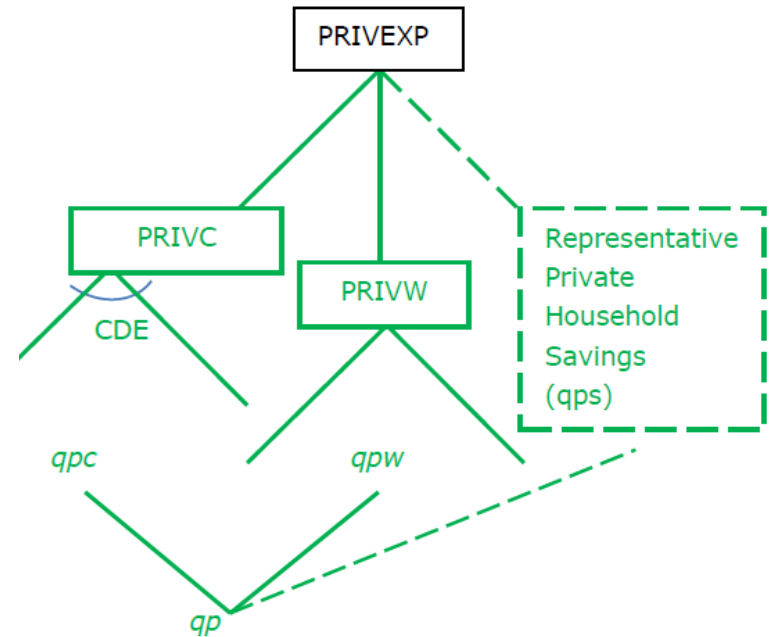 PRIVEXP
PRIVC
PRIVW
Representative
Private
Household
Savings
(qps)
CDE
qpc
qpw
qp